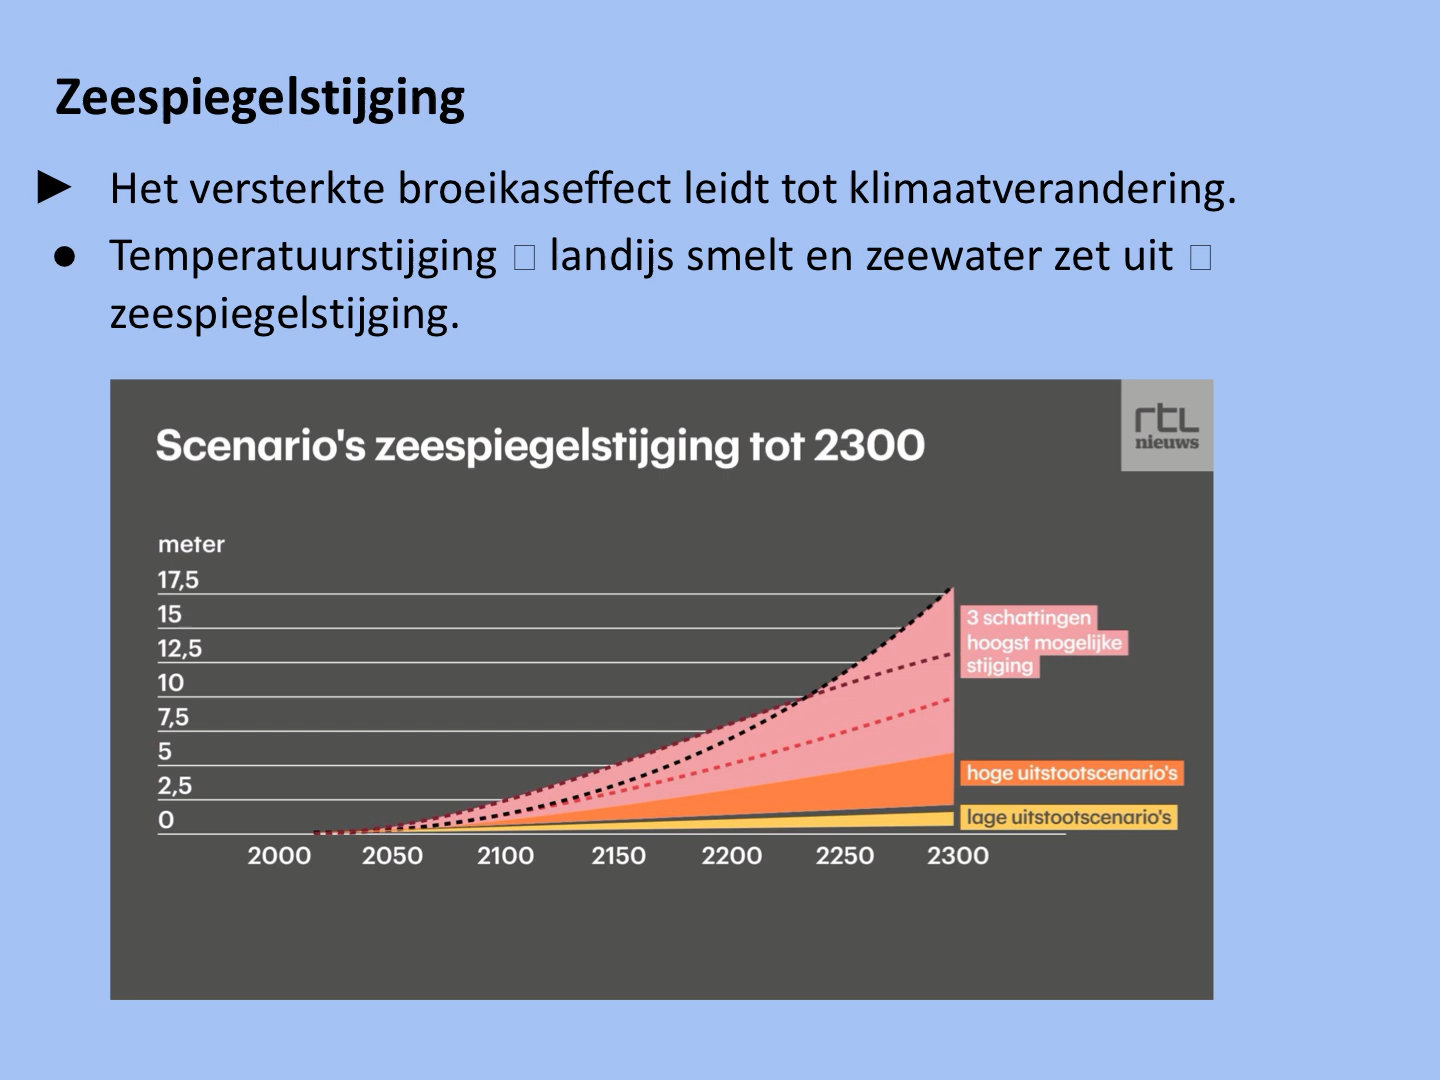 Zeespiegelstijging
► Het versterkte broeikaseffect leidt tot klimaatverandering.
● Temperatuurstijging □ landijs smelt en zeewater zet uit □
zeespiegelstijging.
rtl
nieuws
Scenario's zeespiegelstijging tot 2300
meter
17,5
15
12,5
10
7,5
5
2,5
0
3 schattingen
hoogst mogelijke
stijging
hoge uitstootscenario's
lage uitstootscenario's
2000 2050 2100 2150 2200 2250 2300